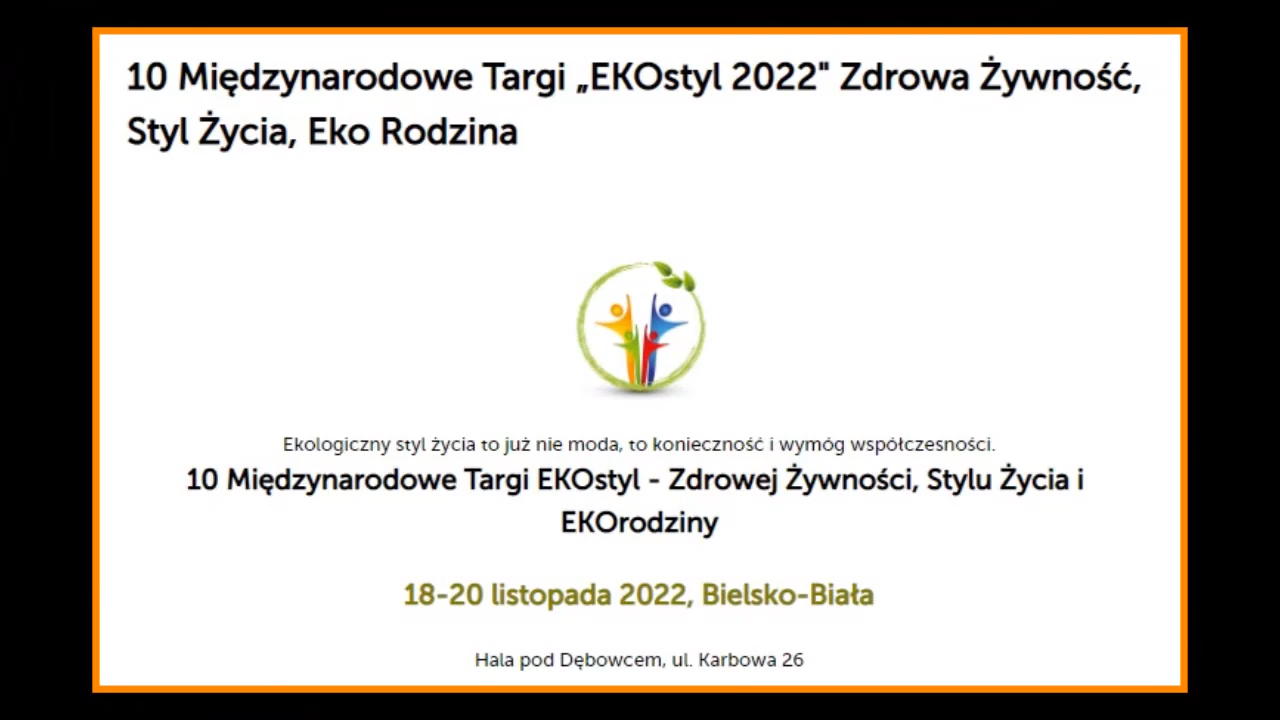 10 Międzynarodowe Targi „EKOstyl 2022" Zdrowa Żywność,
Styl Życia, Eko Rodzina
Ekologiczny styl życia to już nie moda, to konieczność i wymóg współczesności.
10 Międzynarodowe Targi EKOstyl - Zdrowej Żywności, Stylu Życia i
EKOrodziny
18-20 listopada 2022, Bielsko-Biała
Hala pod Dębowcem, ul. Karbowa 26